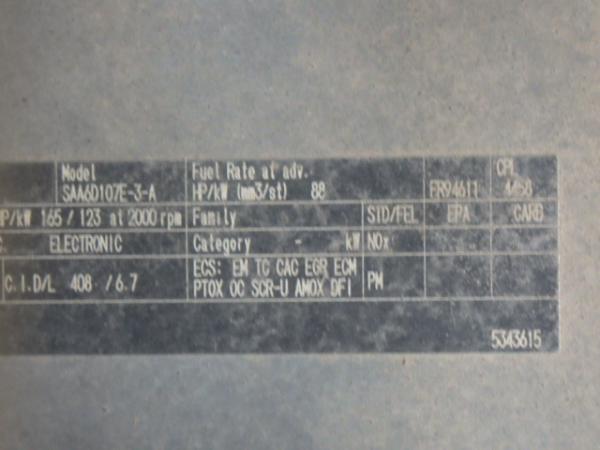 Model
SAA6D107E-3-A
Fuel Rate at adv.
HP/kW (mm3/st) 88
FR94611
CPL
P/kW 165 / 123 at 2000 rpm
Family
STD/FEL
EPA
CARB
C. ELECTRONIC
Category - kW
NOx
C.I.D/L 408 / 6.7
ECS: EM TC CAC EGR ECM
PTOX OC SCR-U AMOX DFI
PM
5343615